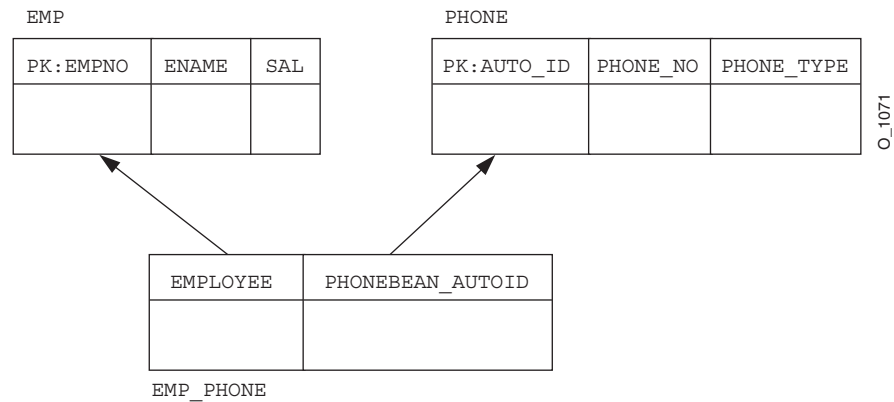 EMP
PHONE
PK:EMPNO ENAME SAL
PK:AUTO_ID PHONE_NO PHONE_TYPE
O_1071
EMPLOYEE PHONEBEAN_AUTOID
EMP_PHONE